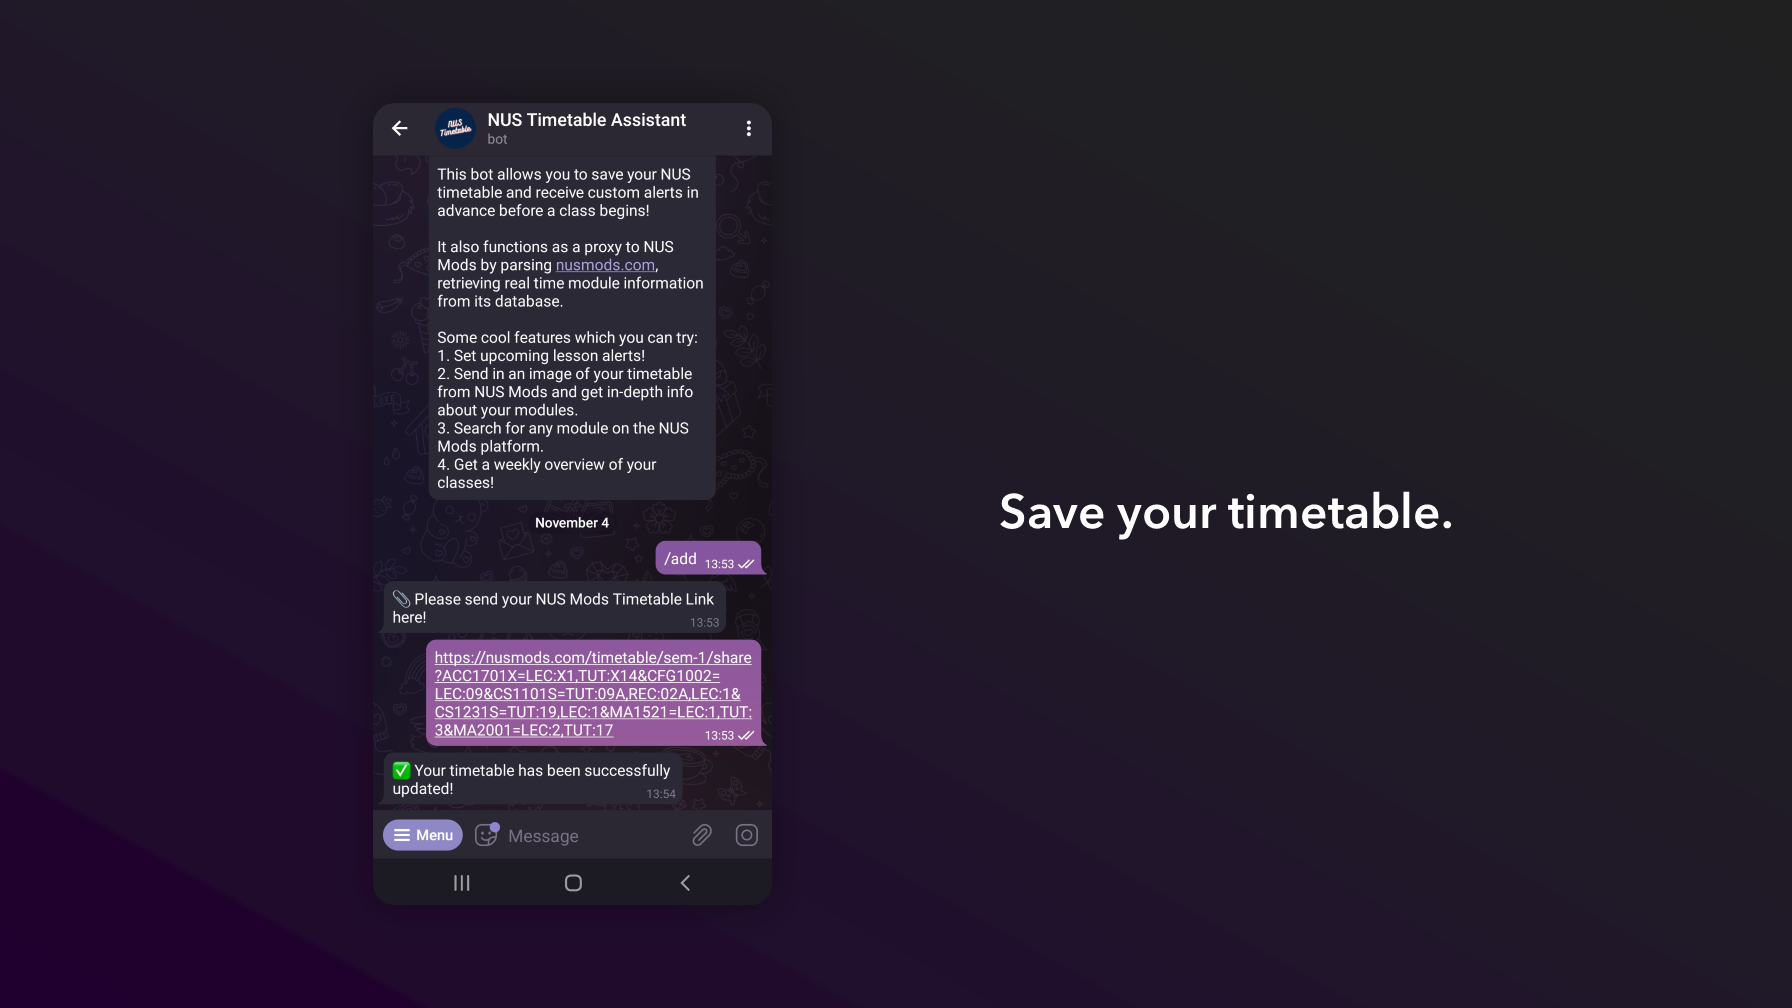 NUS
Timetable
NUS Timetable Assistant
bot
This bot allows you to save your NUS
timetable and receive custom alerts in
advance before a class begins!
It also functions as a proxy to NUS
Mods by parsing nusmods.com,
retrieving real time module information
from its database.
Some cool features which you can try:
1. Set upcoming lesson alerts!
2. Send in an image of your timetable
from NUS Mods and get in-depth info
about your modules.
3. Search for any module on the NUS
Mods platform.
4. Get a weekly overview of your
classes!
November 4
/add 13:53
📎 Please send your NUS Mods Timetable Link
here! 13:53
https://nusmods.com/timetable/sem-1/share
?ACC1701X=LEC:X1,TUT:X14&CFG1002=
LEC:09&CS1101S=TUT:09A,REC:02A,LEC:1&
CS1231S=TUT:19,LEC:1&MA1521=LEC:1,TUT:
3&MA2001=LEC:2,TUT:17 13:53
✅ Your timetable has been successfully
updated! 13:54
Menu Message
Save your timetable.